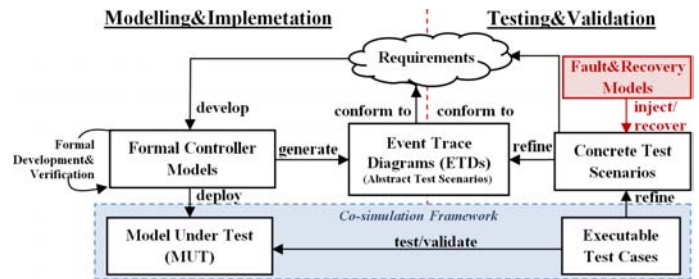 Modelling&Implemetation
Testing&Validation
Requirements
Fault&Recovery
Models
develop
conform to
conform to
inject/
recover
Formal
Development&
Verification
Formal Controller
Models
generate
Event Trace
Diagrams (ETDs)
(Abstract Test Scenarios)
refine
Concrete Test
Scenarios
deploy
refine
Co-simulation Framework
Model Under Test
(MUT)
test/validate
Executable
Test Cases